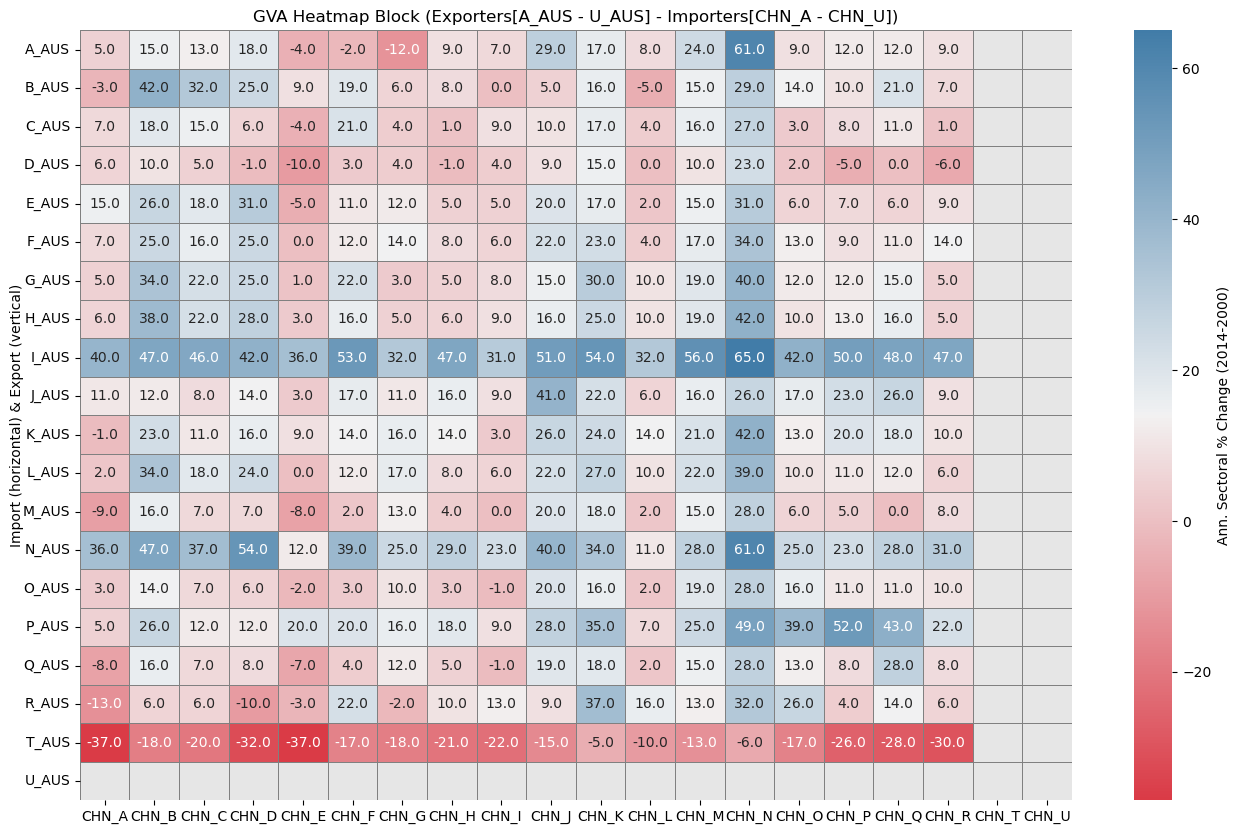 GVA Heatmap Block (Exporters[A_AUS - U_AUS] - Importers[CHN_A - CHN_U])
Import (horizontal) & Export (vertical)
A_AUS 5.0 15.0 13.0 18.0 -4.0 -2.0 -12.0 9.0 7.0 29.0 17.0 8.0 24.0 61.0 9.0 12.0 12.0 9.0
B_AUS -3.0 42.0 32.0 25.0 9.0 19.0 6.0 8.0 0.0 5.0 16.0 -5.0 15.0 29.0 14.0 10.0 21.0 7.0
C_AUS 7.0 18.0 15.0 6.0 -4.0 21.0 4.0 1.0 9.0 10.0 17.0 4.0 16.0 27.0 3.0 8.0 11.0 1.0
D_AUS 6.0 10.0 5.0 -1.0 -10.0 3.0 4.0 -1.0 4.0 9.0 15.0 0.0 10.0 23.0 2.0 -5.0 0.0 -6.0
E_AUS 15.0 26.0 18.0 31.0 -5.0 11.0 12.0 5.0 5.0 20.0 17.0 2.0 15.0 31.0 6.0 7.0 6.0 9.0
F_AUS 7.0 25.0 16.0 25.0 0.0 12.0 14.0 8.0 6.0 22.0 23.0 4.0 17.0 34.0 13.0 9.0 11.0 14.0
G_AUS 5.0 34.0 22.0 25.0 1.0 22.0 3.0 5.0 8.0 15.0 30.0 10.0 19.0 40.0 12.0 12.0 15.0 5.0
H_AUS 6.0 38.0 22.0 28.0 3.0 16.0 5.0 6.0 9.0 16.0 25.0 10.0 19.0 42.0 10.0 13.0 16.0 5.0
I_AUS 40.0 47.0 46.0 42.0 36.0 53.0 32.0 47.0 31.0 51.0 54.0 32.0 56.0 65.0 42.0 50.0 48.0 47.0
J_AUS 11.0 12.0 8.0 14.0 3.0 17.0 11.0 16.0 9.0 41.0 22.0 6.0 16.0 26.0 17.0 23.0 26.0 9.0
K_AUS -1.0 23.0 11.0 16.0 9.0 14.0 16.0 14.0 3.0 26.0 24.0 14.0 21.0 42.0 13.0 20.0 18.0 10.0
L_AUS 2.0 34.0 18.0 24.0 0.0 12.0 17.0 8.0 6.0 22.0 27.0 10.0 22.0 39.0 10.0 11.0 12.0 6.0
M_AUS -9.0 16.0 7.0 7.0 -8.0 2.0 13.0 4.0 0.0 20.0 18.0 2.0 15.0 28.0 6.0 5.0 0.0 8.0
N_AUS 36.0 47.0 37.0 54.0 12.0 39.0 25.0 29.0 23.0 40.0 34.0 11.0 28.0 61.0 25.0 23.0 28.0 31.0
O_AUS 3.0 14.0 7.0 6.0 -2.0 3.0 10.0 3.0 -1.0 20.0 16.0 2.0 19.0 28.0 16.0 11.0 11.0 10.0
P_AUS 5.0 26.0 12.0 12.0 20.0 20.0 16.0 18.0 9.0 28.0 35.0 7.0 25.0 49.0 39.0 52.0 43.0 22.0
Q_AUS -8.0 16.0 7.0 8.0 -7.0 4.0 12.0 5.0 -1.0 19.0 18.0 2.0 15.0 28.0 13.0 8.0 28.0 8.0
R_AUS -13.0 6.0 6.0 -10.0 -3.0 22.0 -2.0 10.0 13.0 9.0 37.0 16.0 13.0 32.0 26.0 4.0 14.0 6.0
T_AUS -37.0 -18.0 -20.0 -32.0 -37.0 -17.0 -18.0 -21.0 -22.0 -15.0 -5.0 -10.0 -13.0 -6.0 -17.0 -26.0 -28.0 -30.0
U_AUS
CHN_A CHN_B CHN_C CHN_D CHN_E CHN_F CHN_G CHN_H CHN_I CHN_J CHN_K CHN_L CHN_M CHN_N CHN_O CHN_P CHN_Q CHN_R CHN_T CHN_U
60
40
20
0
−20
Ann. Sectoral % Change (2014-2000)